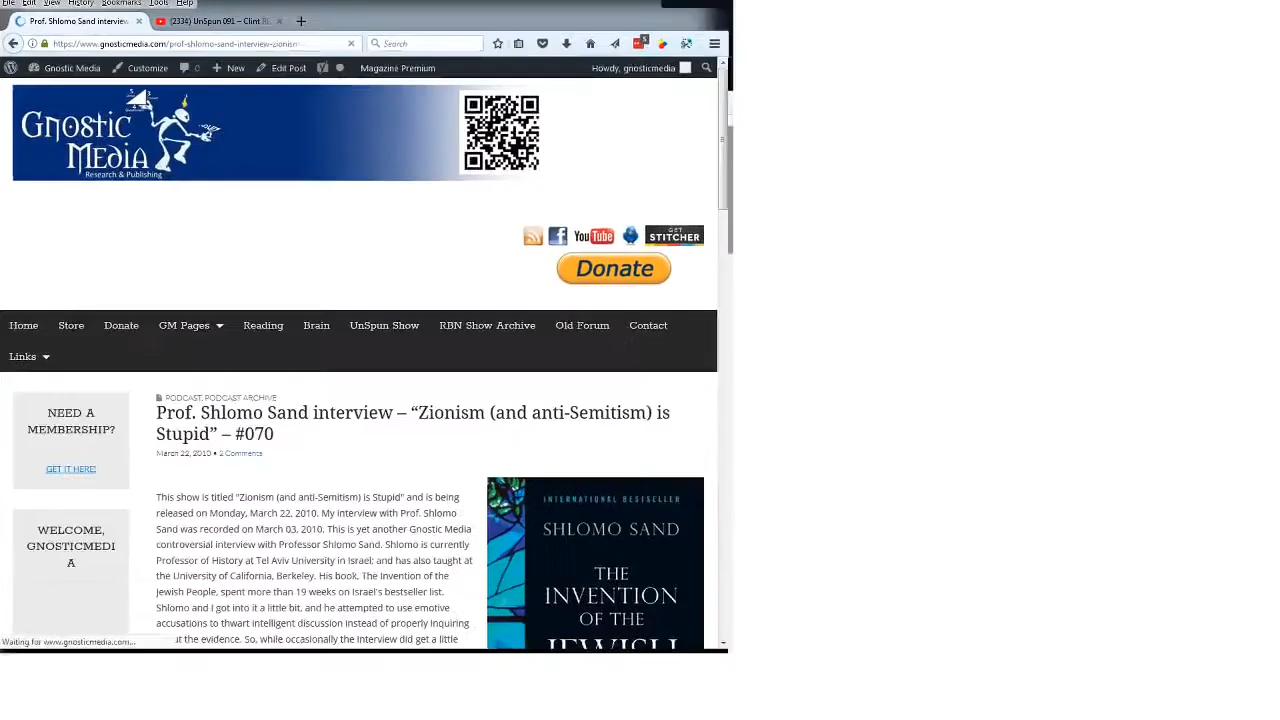 File Edit View History Bookmarks Tools Help
Prof. Shlomo Sand interview × (2334) UnSpun 091 – Clint × +
https://www.gnosticmedia.com/prof-shlomo-sand-interview-zionism × Search 5
Gnostic Media Customize 0 + New Edit Post Magazine Premium Howdy, gnosticmedia
GNOSTIC
MEDIA
Research & Publishing
YouTube GET STITCHER
Donate
Home Store Donate GM Pages Reading Brain UnSpun Show RBN Show Archive Old Forum Contact
Links
NEED A
MEMBERSHIP?
GET IT HERE!
WELCOME,
GNOSTICMEDI
A
PODCAST, PODCAST ARCHIVE
Prof. Shlomo Sand interview – “Zionism (and anti-Semitism) is
Stupid” – #070
March 22, 2010 • 2 Comments
This show is titled "Zionism (and anti-Semitism) is Stupid" and is being
released on Monday, March 22, 2010. My interview with Prof. Shlomo
Sand was recorded on March 03, 2010. This is yet another Gnostic Media
controversial interview with Professor Shlomo Sand. Shlomo is currently
Professor of History at Tel Aviv University in Israel; and has also taught at
the University of California, Berkeley. His book, The Invention of the
Jewish People, spent more than 19 weeks on Israel's bestseller list.
Shlomo and I got into it a little bit, and he attempted to use emotive
accusations to thwart intelligent discussion instead of properly inquiring
the evidence. So, while occasionally the interview did get a little
INTERNATIONAL BESTSELLER
SHLOMO SAND
THE
INVENTION
OF THE
JEWISH
Waiting for www.gnosticmedia.com...